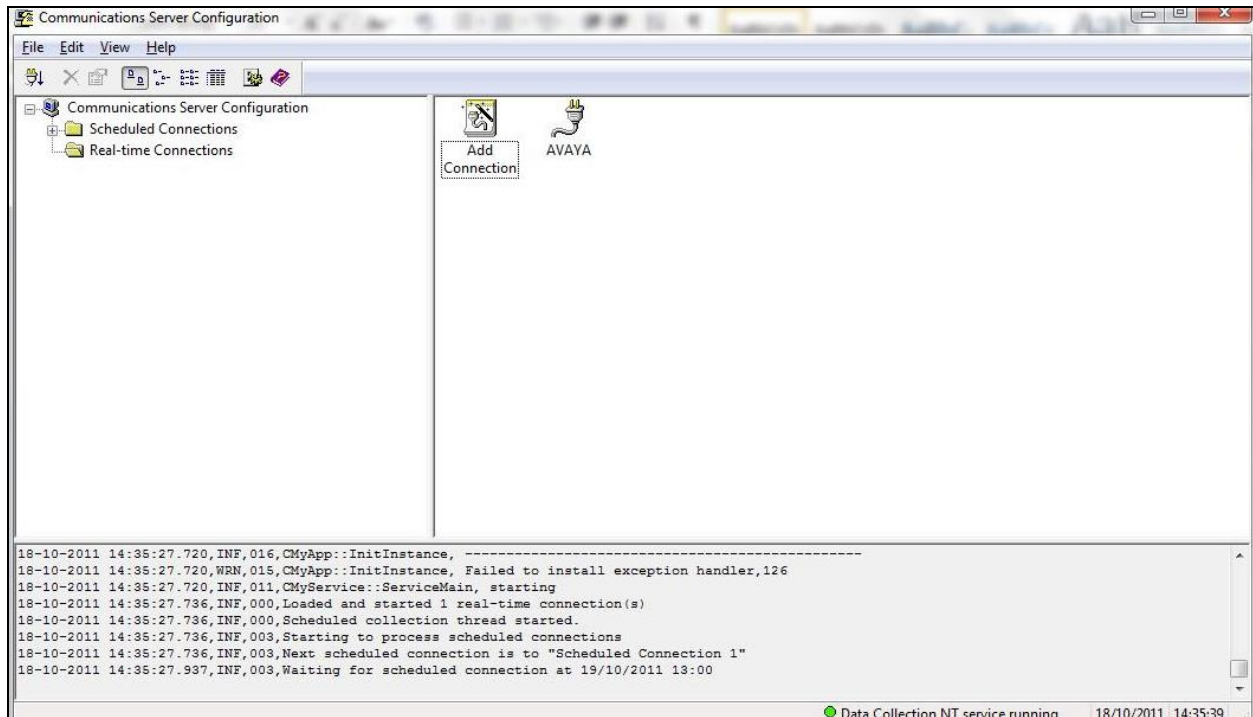 Communications Server Configuration
File Edit View Help
Communications Server Configuration
Scheduled Connections
Real-time Connections
Add
Connection
AVAYA
18-10-2011 14:35:27.720,INF,016,CMyApp::InitInstance, ------------------------------------------------
18-10-2011 14:35:27.720,WRN,015,CMyApp::InitInstance, Failed to install exception handler,126
18-10-2011 14:35:27.720,INF,011,CMyService::ServiceMain, starting
18-10-2011 14:35:27.736,INF,000,Loaded and started 1 real-time connection(s)
18-10-2011 14:35:27.736,INF,000,Scheduled collection thread started.
18-10-2011 14:35:27.736,INF,003,Starting to process scheduled connections
18-10-2011 14:35:27.736,INF,003,Next scheduled connection is to "Scheduled Connection 1"
18-10-2011 14:35:27.937,INF,003,Waiting for scheduled connection at 19/10/2011 13:00
Data Collection NT service running 18/10/2011 14:35:39